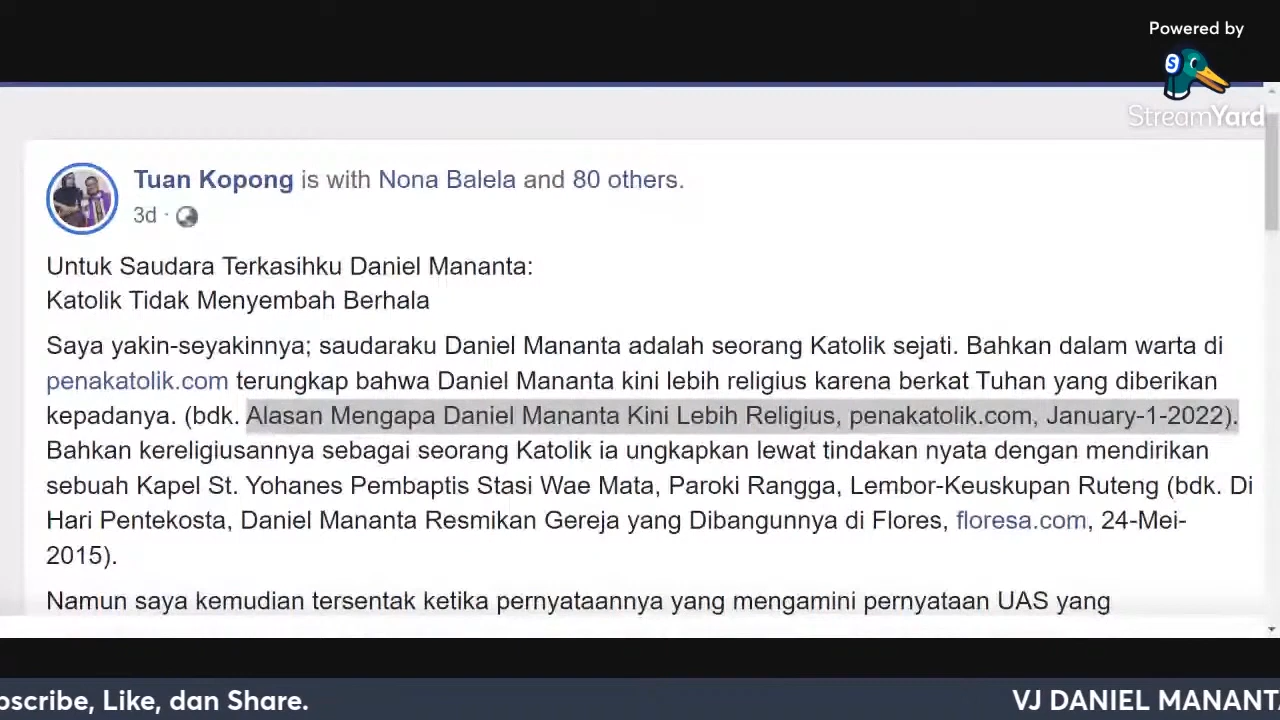 Powered by
StreamYard
Tuan Kopong is with Nona Balela and 80 others.
3d ·
Untuk Saudara Terkasihku Daniel Mananta:
Katolik Tidak Menyembah Berhala
Saya yakin-seyakinnya; saudaraku Daniel Mananta adalah seorang Katolik sejati. Bahkan dalam warta di
penakatolik.com terungkap bahwa Daniel Mananta kini lebih religius karena berkat Tuhan yang diberikan
kepadanya. (bdk. Alasan Mengapa Daniel Mananta Kini Lebih Religius, penakatolik.com, January-1-2022).
Bahkan kereligiusannya sebagai seorang Katolik ia ungkapkan lewat tindakan nyata dengan mendirikan
sebuah Kapel St. Yohanes Pembaptis Stasi Wae Mata, Paroki Rangga, Lembor-Keuskupan Ruteng (bdk. Di
Hari Pentekosta, Daniel Mananta Resmikan Gereja yang Dibangunnya di Flores, floresa.com, 24-Mei-
2015).
Namun saya kemudian tersentak ketika pernyataannya yang mengamini pernyataan UAS yang
bscribe, Like, dan Share.
VJ DANIEL MANANTA